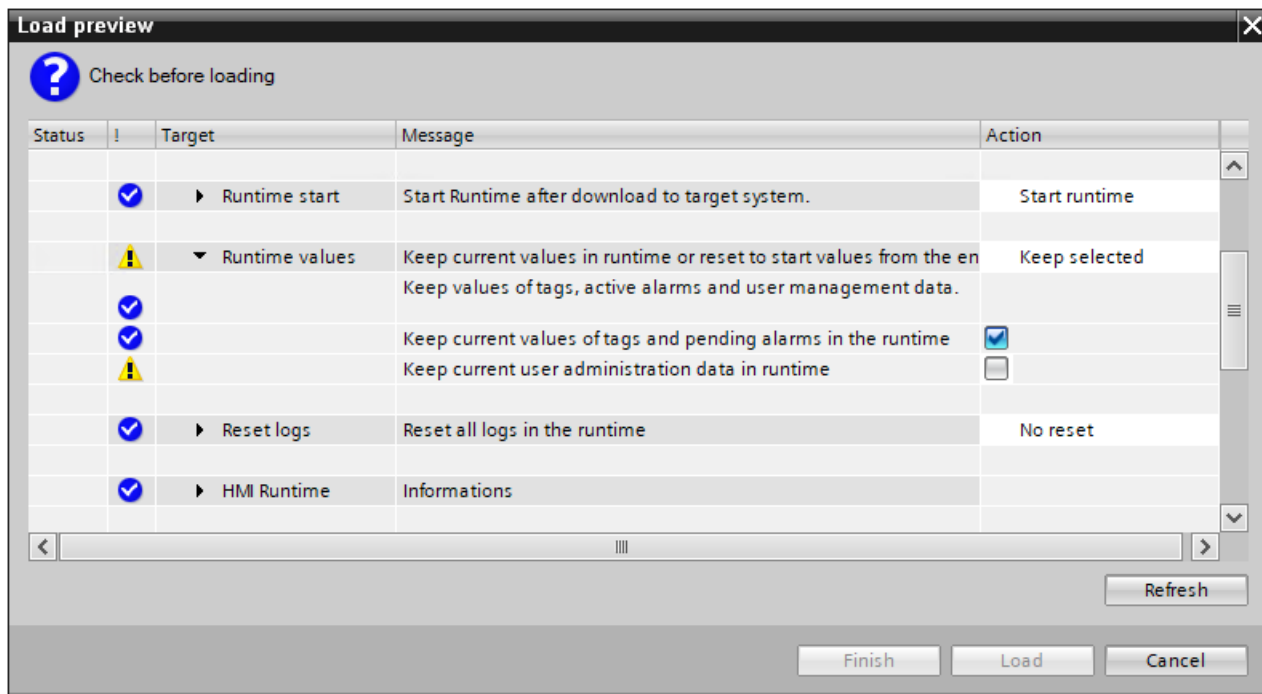 Load preview
Check before loading
Status ! Target Message Action
Runtime start Start Runtime after download to target system. Start runtime
Runtime values Keep current values in runtime or reset to start values from the en Keep selected
Keep values of tags, active alarms and user management data.
Keep current values of tags and pending alarms in the runtime
Keep current user administration data in runtime
Reset logs Reset all logs in the runtime No reset
HMI Runtime Informations
Refresh
Finish Load Cancel